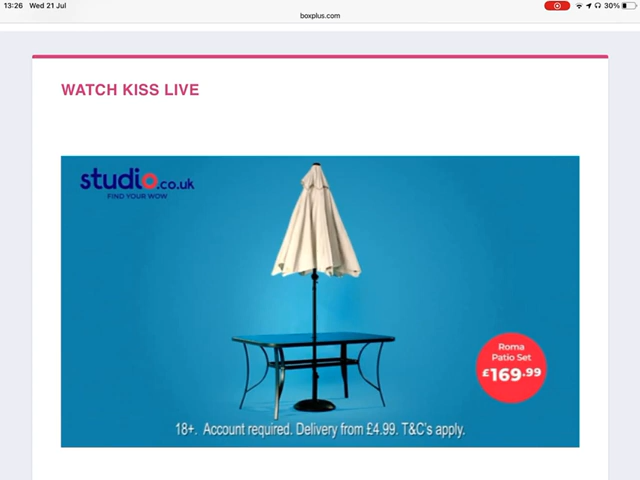 13:26 Wed 21 Jul
30%
boxplus.com
WATCH KISS LIVE
studio.co.uk
FIND YOUR WOW
Roma
Patio Set
£169.99
18+. Account required. Delivery from £4.99. T&C's apply.